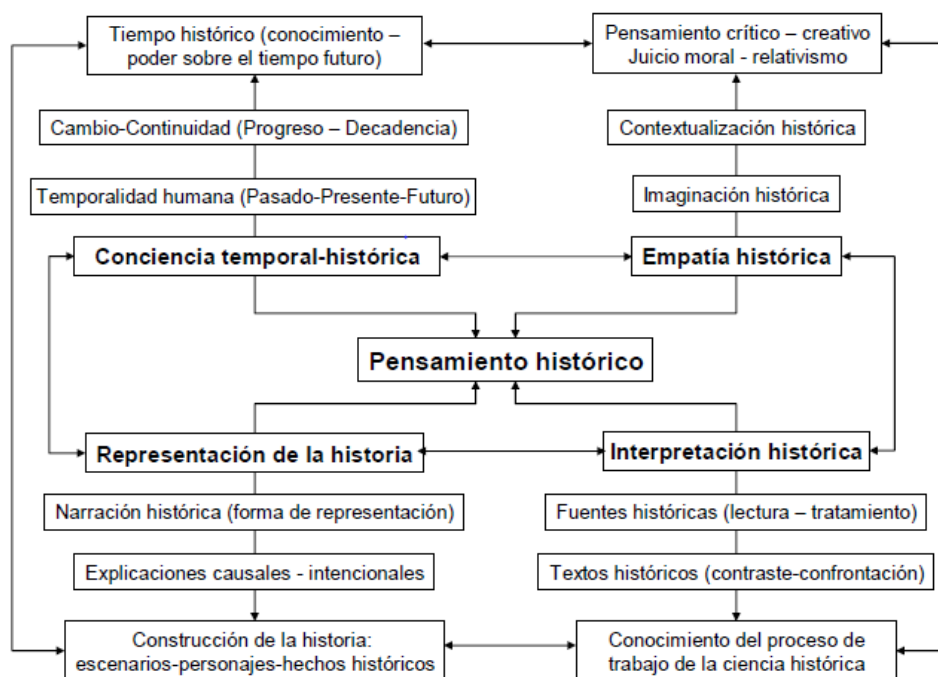 Tiempo histórico (conocimiento –
poder sobre el tiempo futuro)
Pensamiento crítico – creativo
Juicio moral - relativismo
Cambio-Continuidad (Progreso – Decadencia)
Contextualización histórica
Temporalidad humana (Pasado-Presente-Futuro)
Imaginación histórica
Conciencia temporal-histórica
Empatía histórica
Pensamiento histórico
Representación de la historia
Interpretación histórica
Narración histórica (forma de representación)
Fuentes históricas (lectura – tratamiento)
Explicaciones causales - intencionales
Textos históricos (contraste-confrontación)
Construcción de la historia:
escenarios-personajes-hechos históricos
Conocimiento del proceso de
trabajo de la ciencia histórica